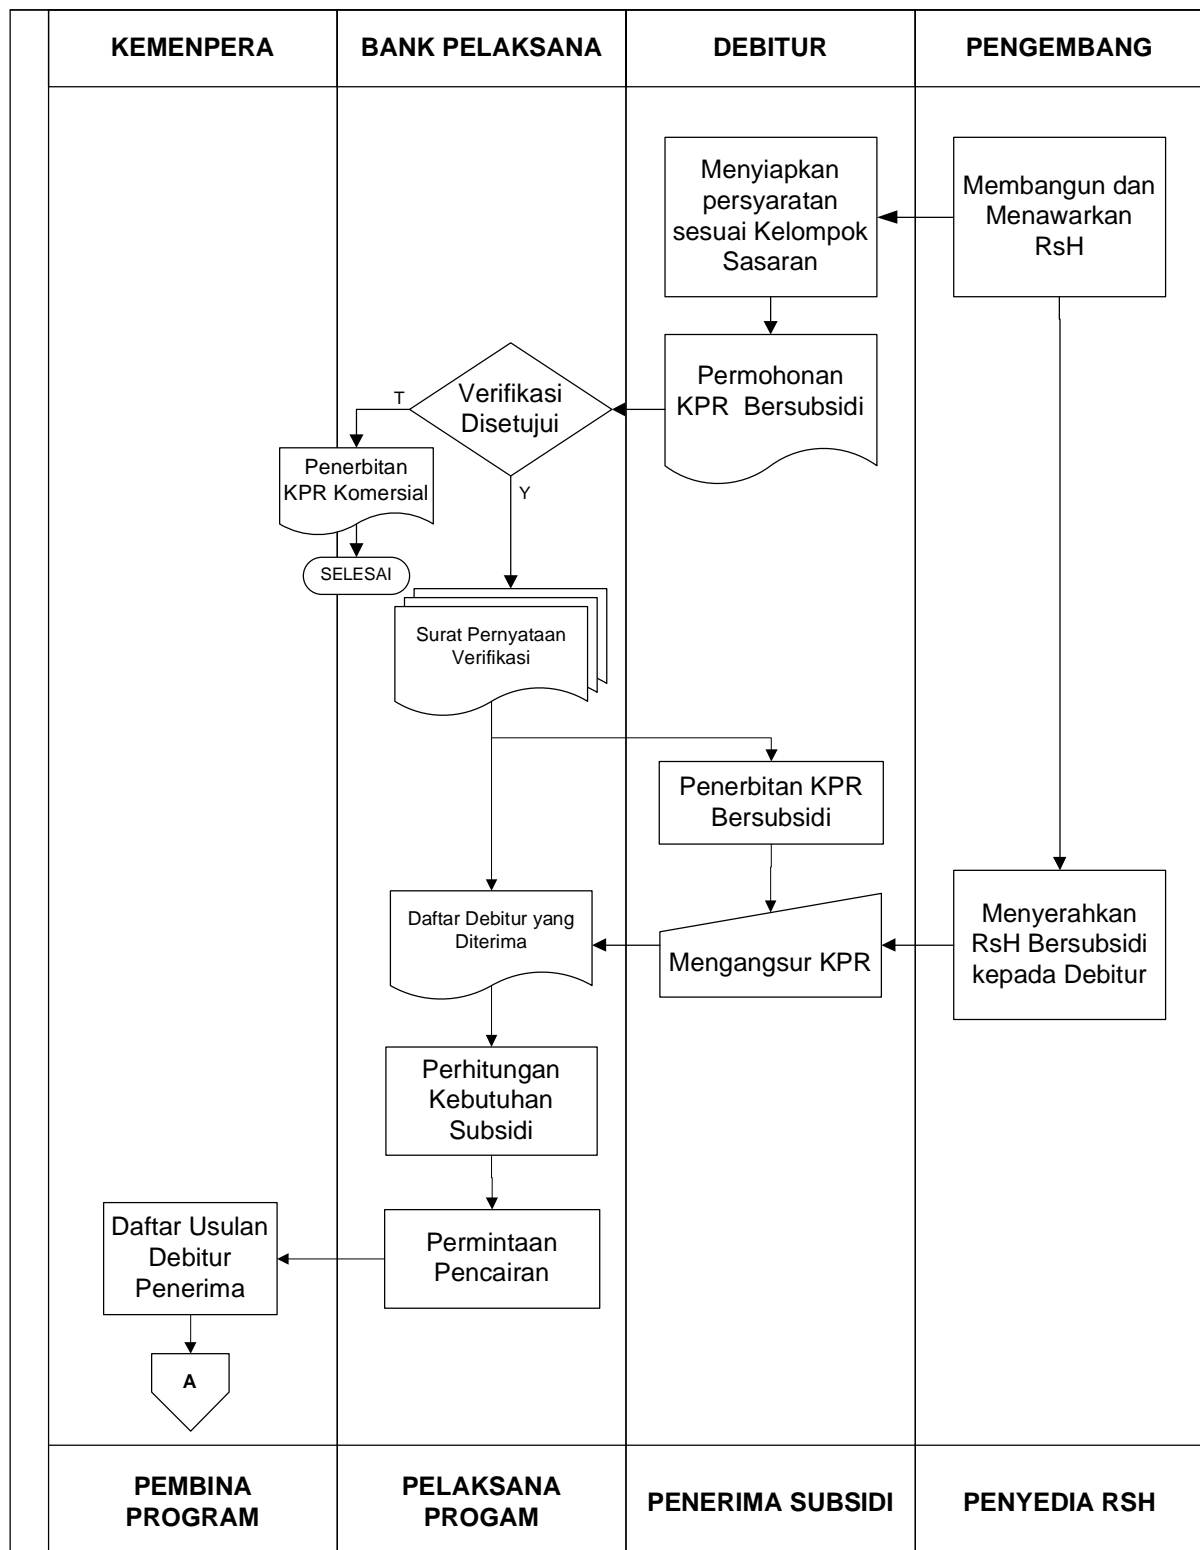 KEMENPERA
BANK PELAKSANA
DEBITUR
PENGEMBANG
Menyiapkan
persyaratan
sesuai Kelompok
Sasaran
Membangun dan
Menawarkan
RsH
Permohonan
KPR  Bersubsidi
Verifikasi
Disetujui
T
Y
Penerbitan
KPR Komersial
SELESAI
Surat Pernyataan
Verifikasi
Penerbitan KPR
Bersubsidi
Daftar Debitur yang
Diterima
Mengangsur KPR
Menyerahkan
RsH Bersubsidi
kepada Debitur
Perhitungan
Kebutuhan
Subsidi
Daftar Usulan
Debitur
Penerima
Permintaan
Pencairan
A
PEMBINA
PROGRAM
PELAKSANA
PROGAM
PENERIMA SUBSIDI
PENYEDIA RSH